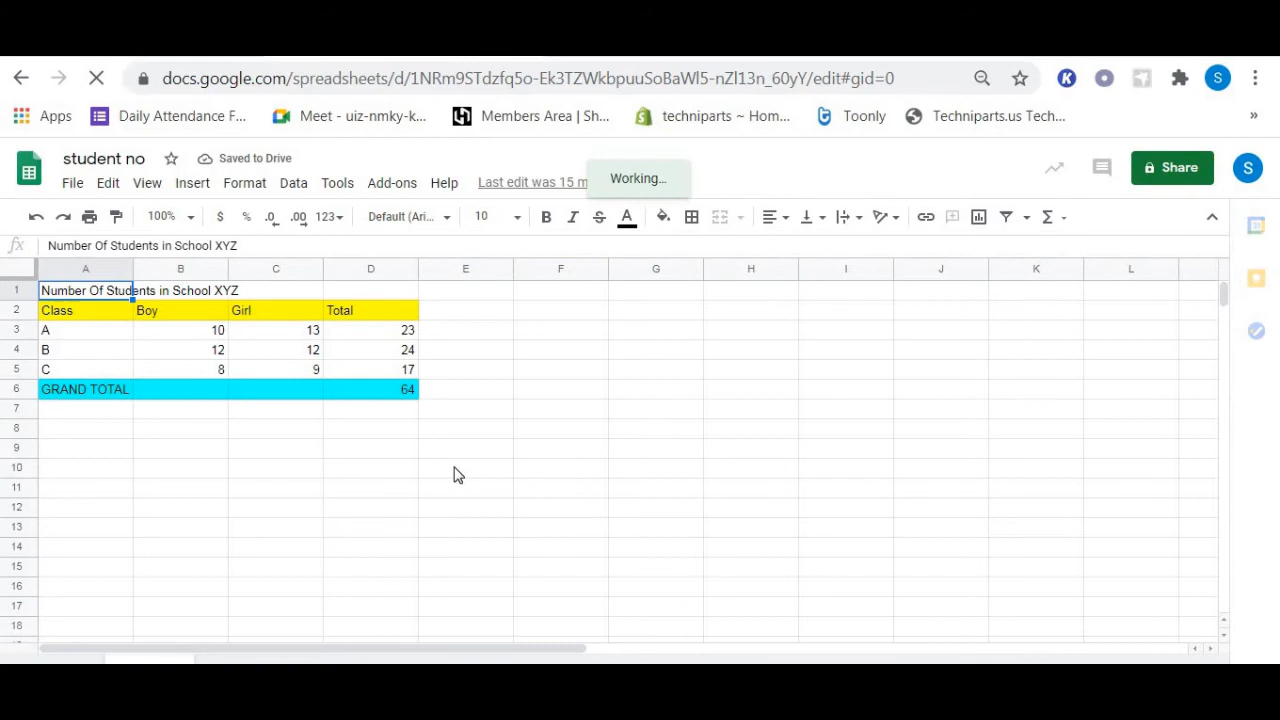 docs.google.com/spreadsheets/d/1NRm9STdzfq5o-Ek3TZWkbpuuSoBaWl5-nZl13n_60yY/edit#gid=0
K S
Apps Daily Attendance F... Meet - uiz-nmky-k... Members Area | Sh... techniparts ~ Hom... Toonly Techniparts.us Tec... »
student no Saved to Drive
Working...
Share S
File Edit View Insert Format Data Tools Add-ons Help Last edit was 15 m
100% $ % .0 .00 123 Default (Ari... 10 B I S A Σ
fx Number Of Students in School XYZ
A B C D E F G H I J K L
1 Number Of Students in School XYZ
2 Class Boy Girl Total
3 A 10 13 23
4 B 12 12 24
5 C 8 9 17
6 GRAND TOTAL 64
7
8
9
10
11
12
13
14
15
16
17
18